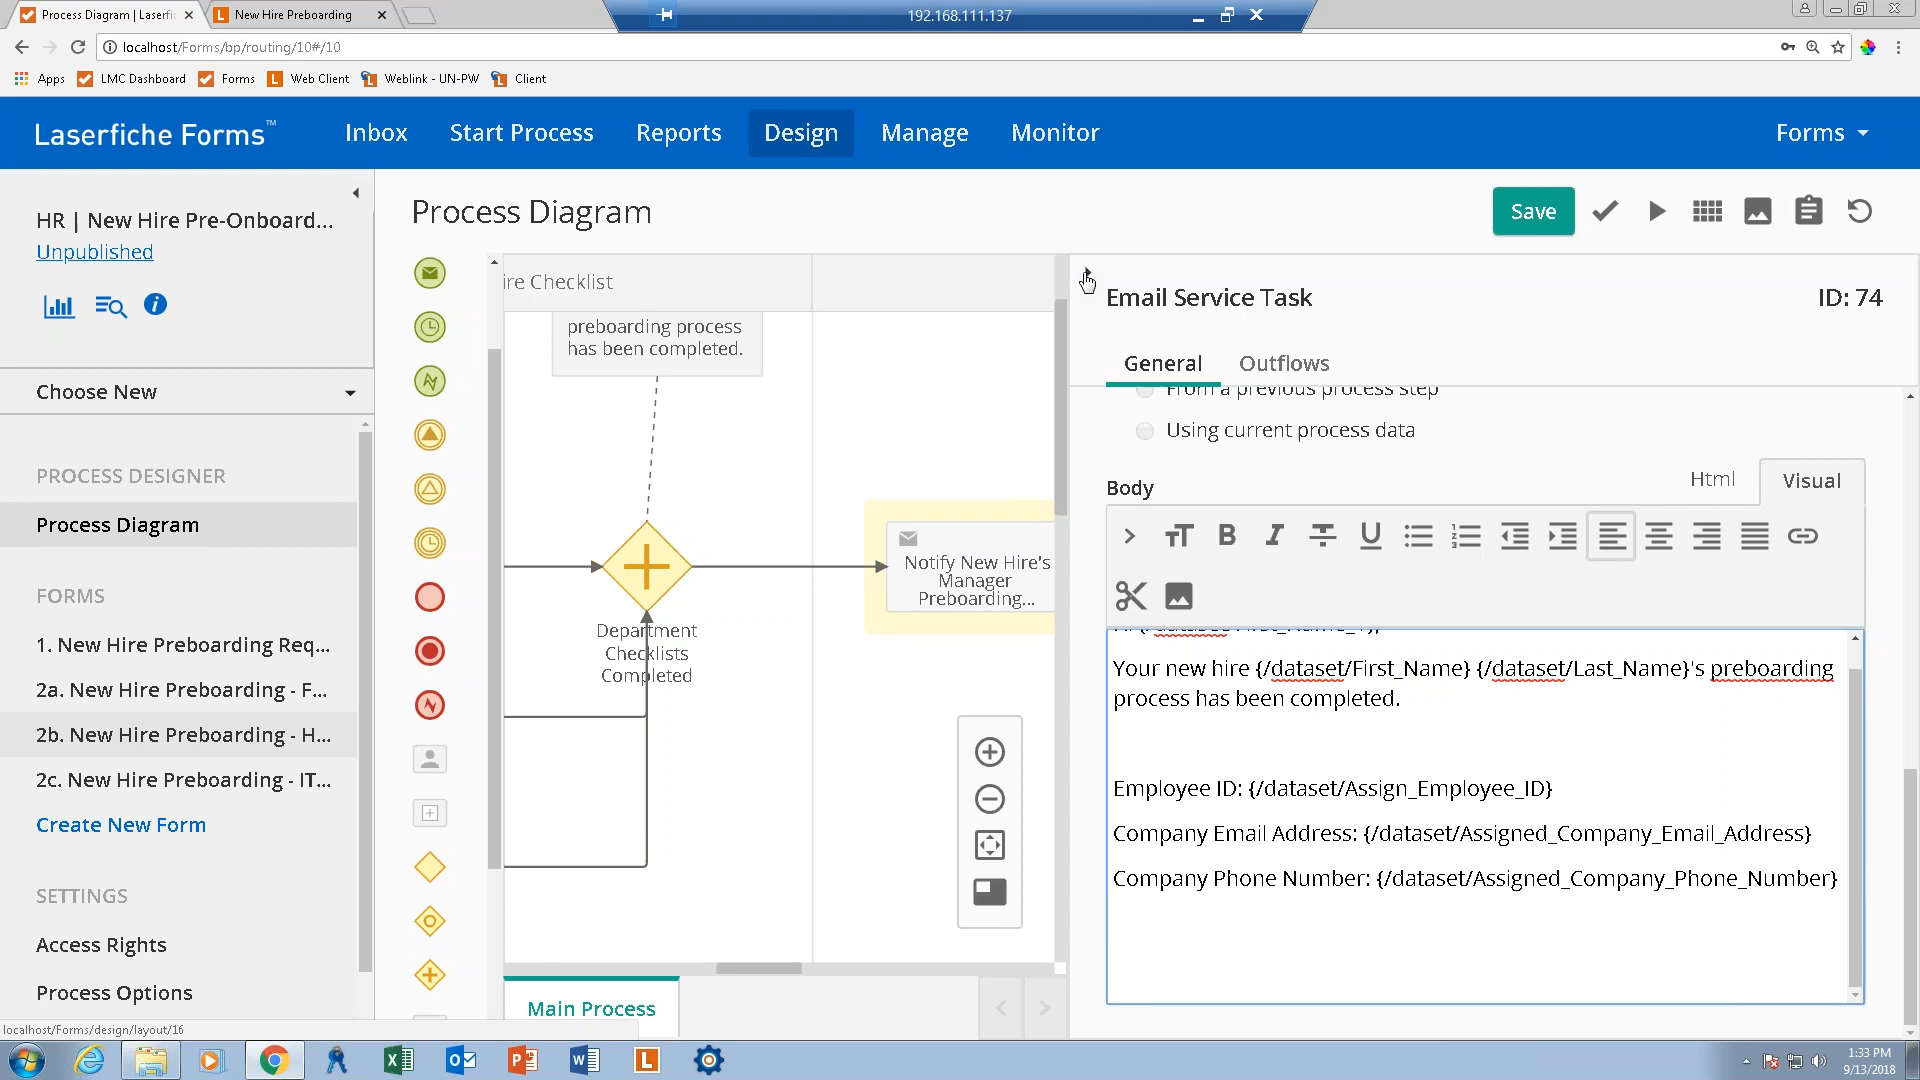 Process Diagram | Laserfic
New Hire Preboarding
192.168.111.137
localhost/Forms/bp/routing/10#/10
Apps
LMC Dashboard
Forms
Web Client
Weblink - UN-PW
Client
Laserfiche Forms™
Inbox
Start Process
Reports
Design
Manage
Monitor
Forms
HR | New Hire Pre-Onboard...
Unpublished
Choose New
PROCESS DESIGNER
Process Diagram
FORMS
1. New Hire Preboarding Req...
2a. New Hire Preboarding - F...
2b. New Hire Preboarding - H...
2c. New Hire Preboarding - IT...
Create New Form
SETTINGS
Access Rights
Process Options
localhost/Forms/design/layout/16
Process Diagram
Save
ire Checklist
preboarding process
has been completed.
Department
Checklists
Completed
Notify New Hire's
Manager
Preboarding...
Main Process
Email Service Task
ID: 74
General
Outflows
From a previous process step
Using current process data
Body
Html
Visual
Your new hire {/dataset/First_Name} {/dataset/Last_Name}'s preboarding
process has been completed.
Employee ID: {/dataset/Assign_Employee_ID}
Company Email Address: {/dataset/Assigned_Company_Email_Address}
Company Phone Number: {/dataset/Assigned_Company_Phone_Number}
1:33 PM
9/13/2018